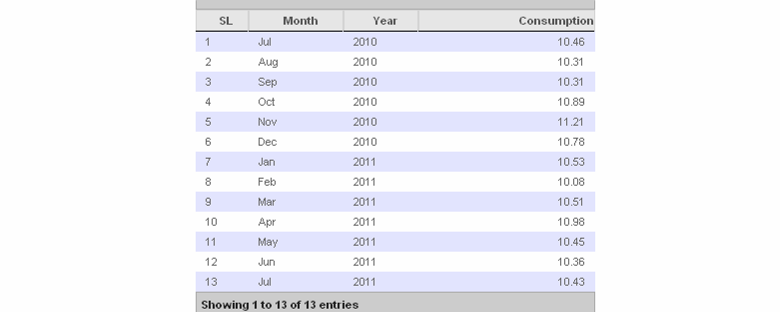 SL Month Year Consumption
1 Jul 2010 10.46
2 Aug 2010 10.31
3 Sep 2010 10.31
4 Oct 2010 10.89
5 Nov 2010 11.21
6 Dec 2010 10.78
7 Jan 2011 10.53
8 Feb 2011 10.08
9 Mar 2011 10.51
10 Apr 2011 10.98
11 May 2011 10.45
12 Jun 2011 10.36
13 Jul 2011 10.43
Showing 1 to 13 of 13 entries